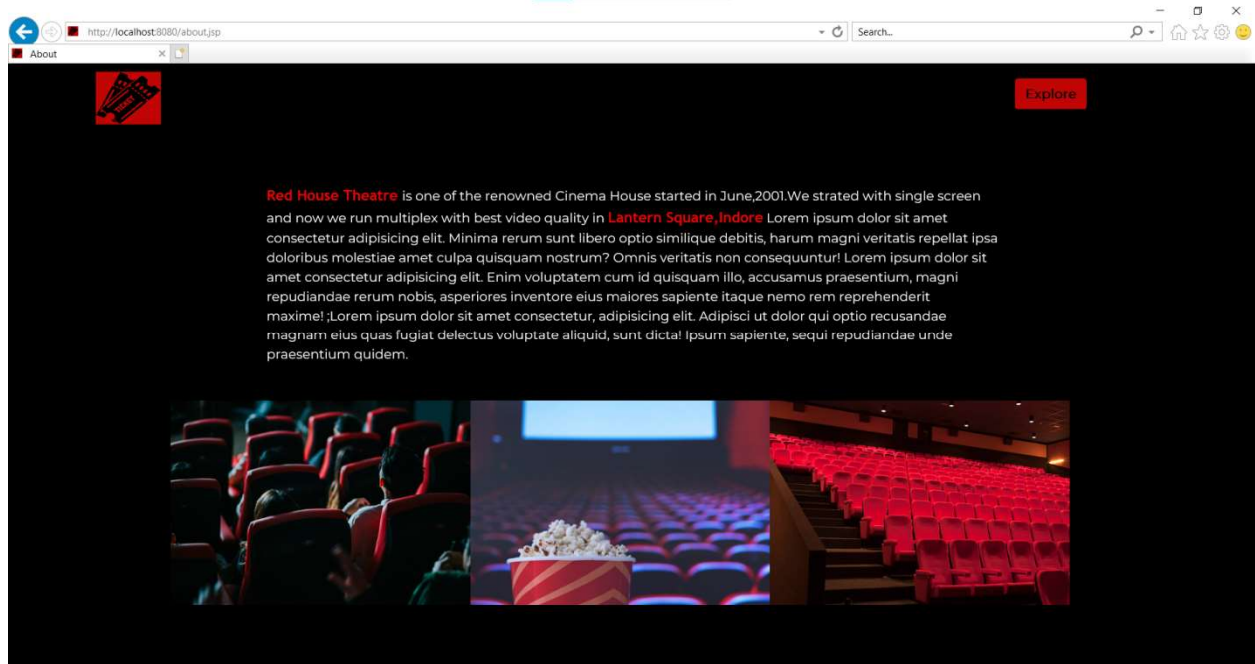 http://localhost:8080/about.jsp
Search...
About
TICKET
Explore
Red House Theatre is one of the renowned Cinema House started in June,2001.We strated with single screen
and now we run multiplex with best video quality in Lantern Square,Indore Lorem ipsum dolor sit amet
consectetur adipisicing elit. Minima rerum sunt libero optio similique debitis, harum magni veritatis repellat ipsa
doloribus molestiae amet culpa quisquam nostrum? Omnis veritatis non consequuntur! Lorem ipsum dolor sit
amet consectetur adipisicing elit. Enim voluptatem cum id quisquam illo, accusamus praesentium, magni
repudiandae rerum nobis, asperiores inventore eius maiores sapiente itaque nemo rem reprehenderit
maxime! ;Lorem ipsum dolor sit amet consectetur, adipisicing elit. Adipisci ut dolor qui optio recusandae
magnam eius quas fugiat delectus voluptate aliquid, sunt dicta! Ipsum sapiente, sequi repudiandae unde
praesentium quidem.